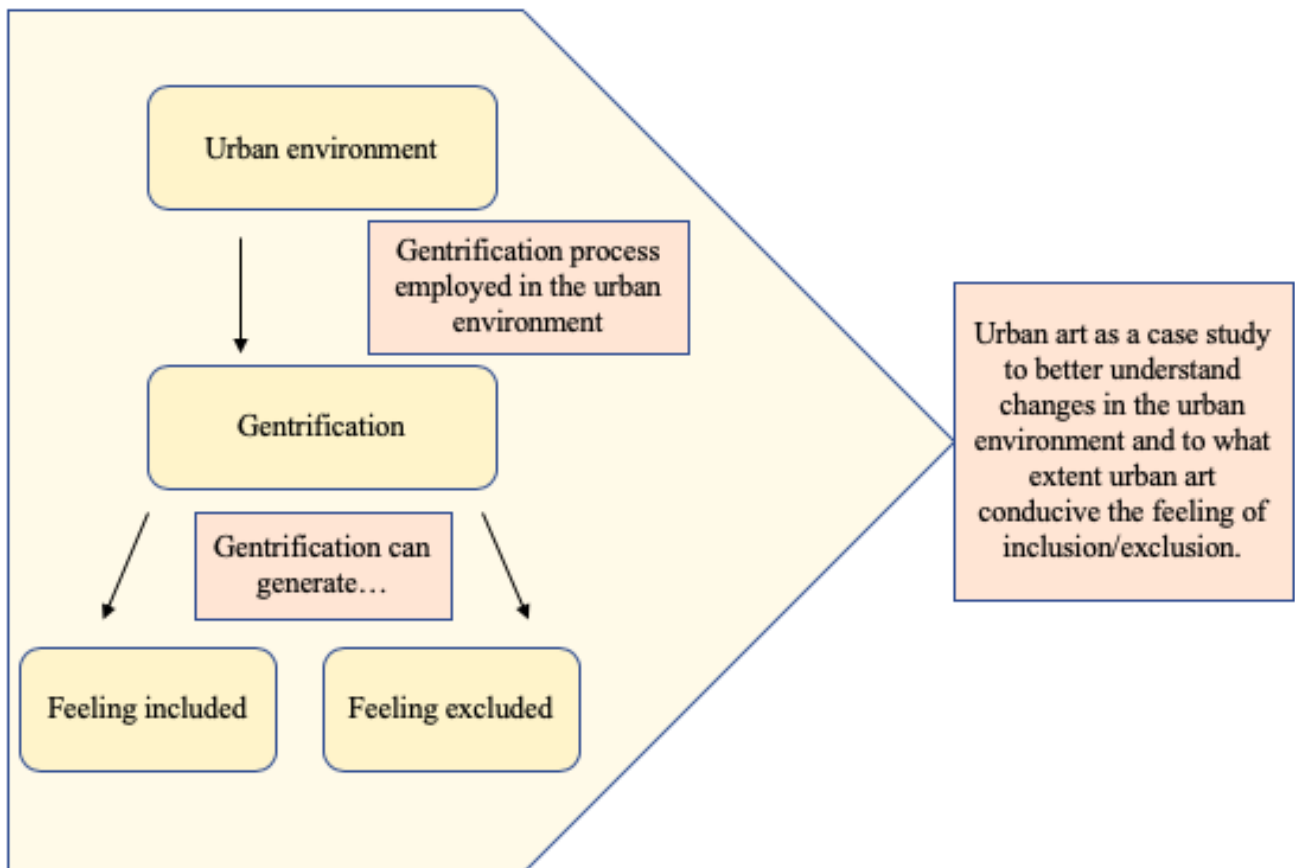 Urban environment
Gentrification process
employed in the urban
environment
Gentrification
Gentrification can
generate…
Feeling included
Feeling excluded
Urban art as a case study
to better understand
changes in the urban
environment and to what
extent urban art
conducive the feeling of
inclusion/exclusion.